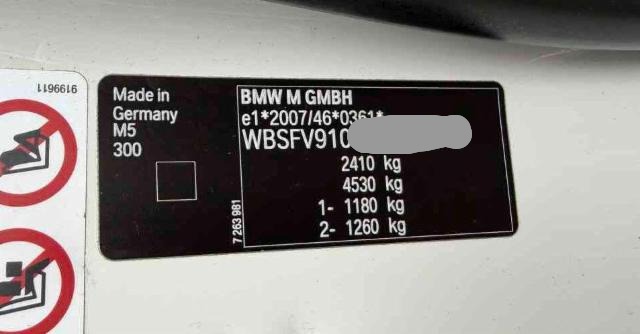 9199611
Made in
Germany
M5
300
7 263 981
BMW M GMBH
e1*2007/46*0361*
WBSFV910
2410 kg
4530 kg
1- 1180 kg
2- 1260 kg